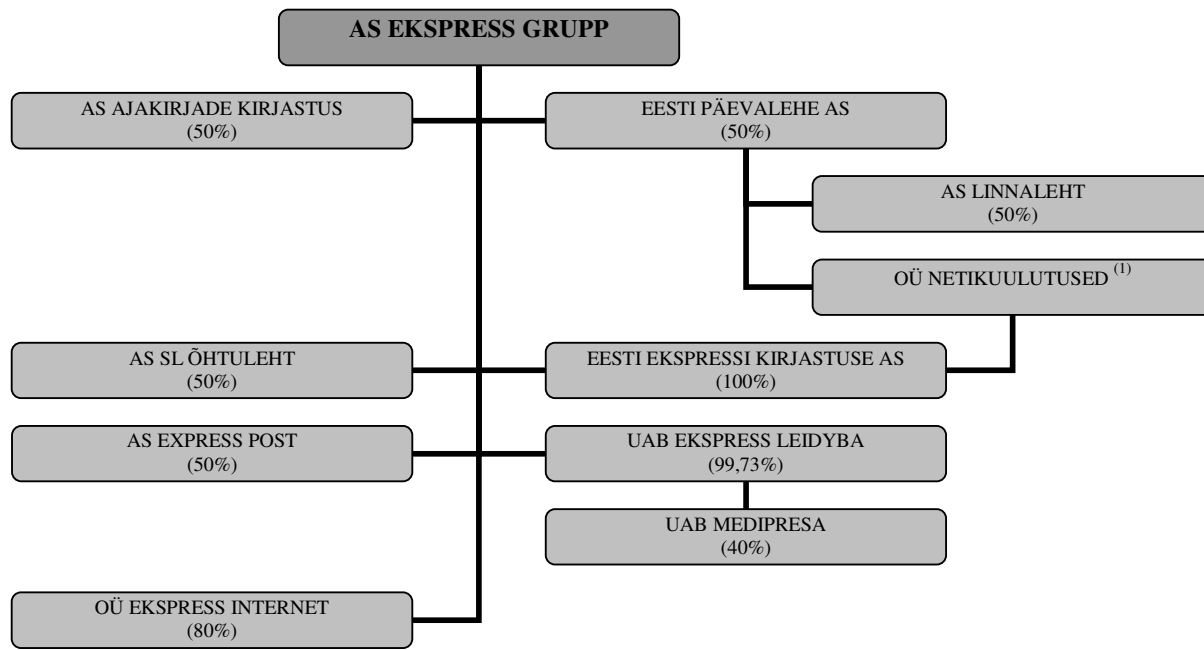 AS EKSPRESS GRUPP
AS AJAKIRJADE KIRJASTUS
(50%)
EESTI PÄEVALEHE AS
(50%)
AS LINNALEHT
(50%)
OÜ NETIKUULUTUSED (1)
AS SL ÕHTULEHT
(50%)
EESTI EKSPRESSI KIRJASTUSE AS
(100%)
AS EXPRESS POST
(50%)
UAB EKSPRESS LEIDYBA
(99,73%)
UAB MEDIPRESA
(40%)
OÜ EKSPRESS INTERNET
(80%)